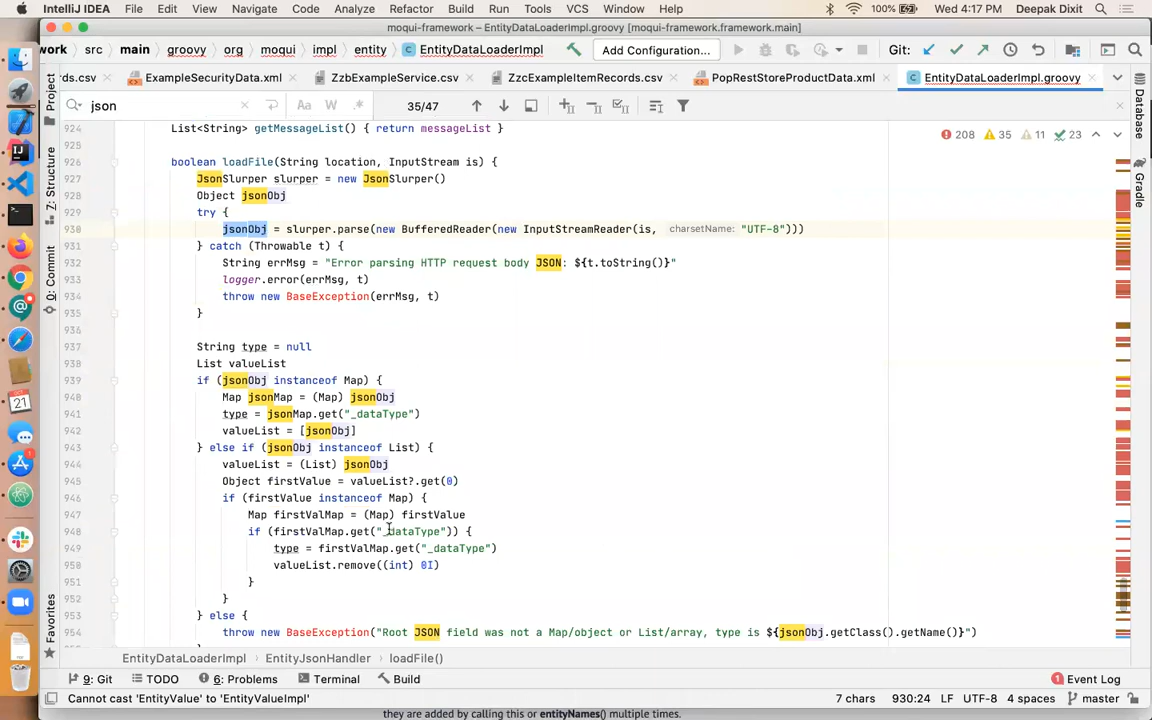 IntelliJ IDEA File Edit View Navigate Code Analyze Refactor Build Run Tools Git Window Help 100% Wed 4:17 PM Deepak Dixit
moqui-framework – EntityDataLoaderImpl.groovy [moqui-framework.framework.main]
work src main groovy org moqui impl entity EntityDataLoaderImpl Add Configuration... Git:
rds.csv ExampleSecurityData.xml ZzbExampleService.csv ZzcExampleItemRecords.csv PopRestStoreProductData.xml EntityDataLoaderImpl.groovy
json Aa W .* 35/47
208 35 11 23
924 List<String> getMessageList() { return messageList }
925
926 boolean loadFile(String location, InputStream is) {
927 JsonSlurper slurper = new JsonSlurper()
928 Object jsonObj
929 try {
930 jsonObj = slurper.parse(new BufferedReader(new InputStreamReader(is, charsetName: "UTF-8")))
931 } catch (Throwable t) {
932 String errMsg = "Error parsing HTTP request body JSON: ${t.toString()}"
933 logger.error(errMsg, t)
934 throw new BaseException(errMsg, t)
935 }
936
937 String type = null
938 List valueList
939 if (jsonObj instanceof Map) {
940 Map jsonMap = (Map) jsonObj
941 type = jsonMap.get("_dataType")
942 valueList = [jsonObj]
943 } else if (jsonObj instanceof List) {
944 valueList = (List) jsonObj
945 Object firstValue = valueList?.get(0)
946 if (firstValue instanceof Map) {
947 Map firstValMap = (Map) firstValue
948 if (firstValMap.get("_dataType")) {
949 type = firstValMap.get("_dataType")
950 valueList.remove((int) 0I)
951 }
952 }
953 } else {
954 throw new BaseException("Root JSON field was not a Map/object or List/array, type is ${jsonObj.getClass().getName()}")
EntityDataLoaderImpl EntityJsonHandler loadFile()
9: Git TODO 6: Problems Terminal Build 1 Event Log
Cannot cast 'EntityValue' to 'EntityValueImpl' 7 chars 930:24 LF UTF-8 4 spaces master
they are added by calling this or entityNames() multiple times.
Project
7: Structure
0: Commit
Favorites
Database
Gradle
OCT
21